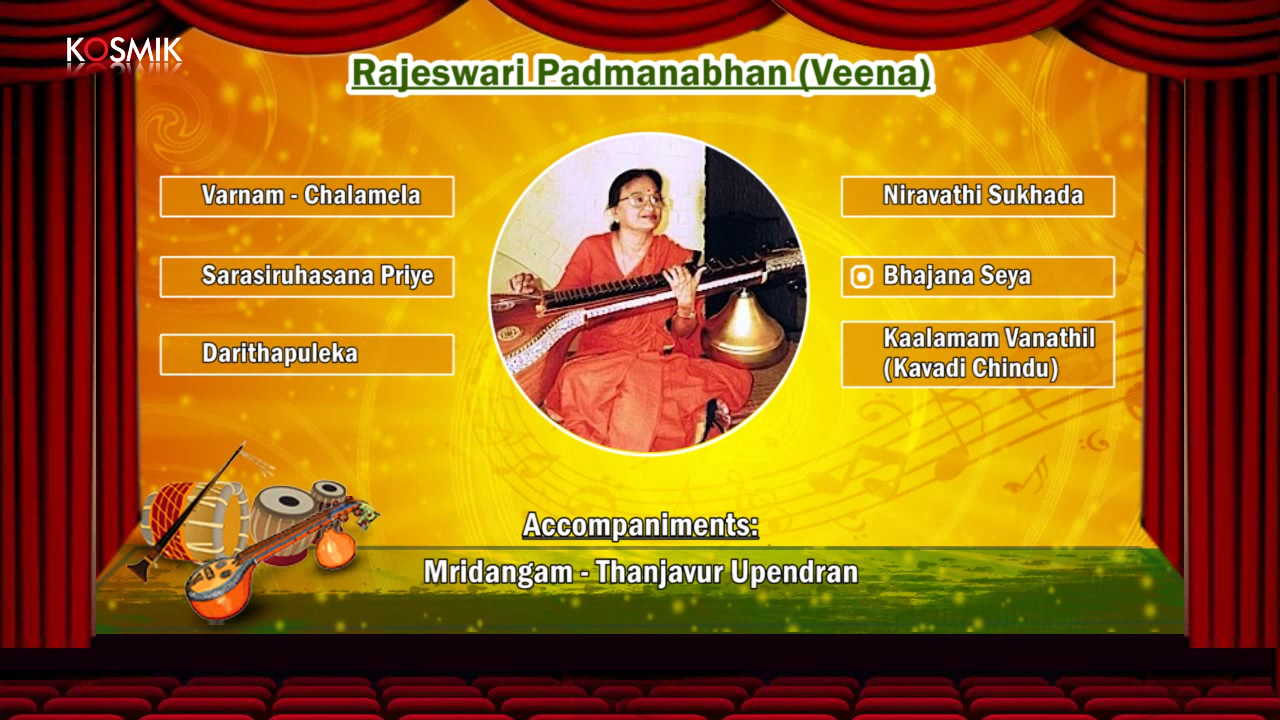 KOSMIK
Rajeswari Padmanabhan (Veena)
Varnam - Chalamela
Sarasiruhasana Priye
Darithapuleka
Niravathi Sukhada
Bhajana Seya
Kaalamam Vanathil
(Kavadi Chindu)
Accompaniments:
Mridangam - Thanjavur Upendran